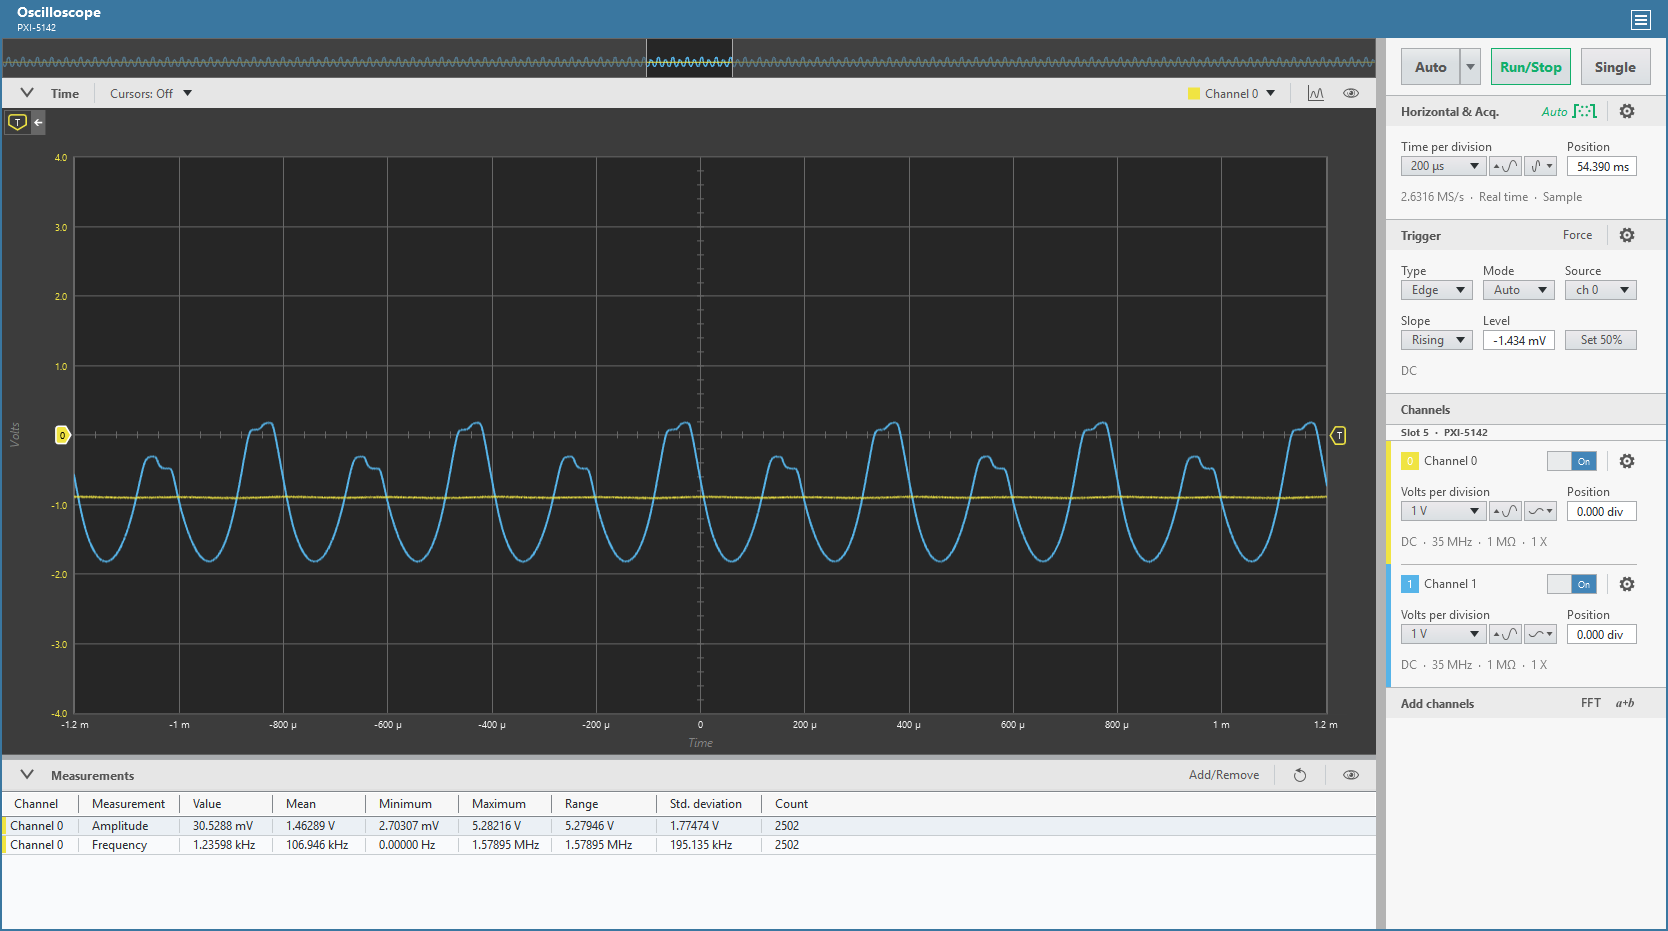 Oscilloscope
PXI-5142
Time Cursors: Off Channel 0
T
4.0
3.0
2.0
1.0
0
-1.0
-2.0
-3.0
-4.0
Volts
T
-1.2 m -1 m -800 µ -600 µ -400 µ -200 µ 0 200 µ 400 µ 600 µ 800 µ 1 m 1.2 m
Time
Measurements Add/Remove
Channel Measurement Value Mean Minimum Maximum Range Std. deviation Count
Channel 0 Amplitude 30.5288 mV 1.46289 V 2.70307 mV 5.28216 V 5.27946 V 1.77474 V 2502
Channel 0 Frequency 1.23598 kHz 106.946 kHz 0.00000 Hz 1.57895 MHz 1.57895 MHz 195.135 kHz 2502
Auto Run/Stop Single
Horizontal & Acq. Auto
Time per division Position
200 µs 54.390 ms
2.6316 MS/s · Real time · Sample
Trigger Force
Type Mode Source
Edge Auto ch 0
Slope Level
Rising -1.434 mV Set 50%
DC
Channels
Slot 5 · PXI-5142
0 Channel 0 On
Volts per division Position
1 V 0.000 div
DC · 35 MHz · 1 MΩ · 1 X
1 Channel 1 On
Volts per division Position
1 V 0.000 div
DC · 35 MHz · 1 MΩ · 1 X
Add channels FFT a+b